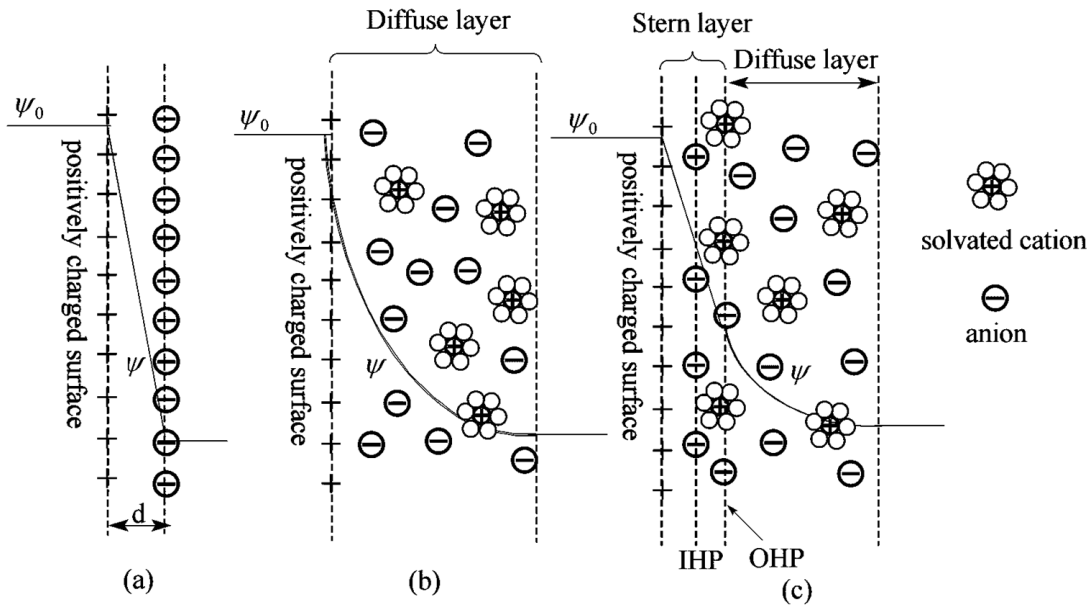 Diffuse layer
Stern layer
Diffuse layer
ψ₀
positively charged surface
ψ
d
(a)
ψ₀
positively charged surface
ψ
(b)
ψ₀
positively charged surface
ψ
IHP
OHP
(c)
solvated cation
anion